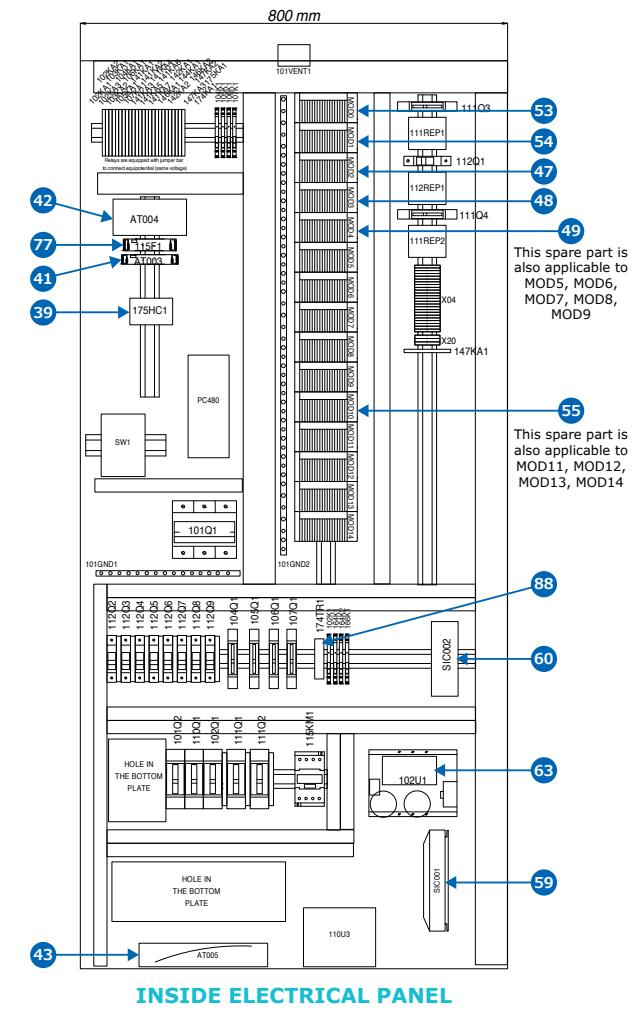 800 mm
101VENT1
Relays are equipped with jumper bar
to connect equipotential (same voltage)
42
AT004
77
115F1
41
AT003
39
175HC1
PC480
SW1
101Q1
101GND1
101GND2
MOD0
MOD1
MOD2
MOD3
MOD4
MOD5
MOD6
MOD7
MOD8
MOD9
MOD10
MOD11
MOD12
MOD13
MOD14
111Q3
111REP1
112Q1
112REP1
111Q4
111REP2
X04
X20
147KA1
53
54
47
48
49
This spare part is
also applicable to
MOD5, MOD6,
MOD7, MOD8,
MOD9
55
This spare part is
also applicable to
MOD11, MOD12,
MOD13, MOD14
112Q2
112Q3
112Q4
112Q5
112Q6
112Q7
112Q8
112Q9
104Q1
105Q1
106Q1
107Q1
174TR1
88
SIC002
60
HOLE IN
THE BOTTOM
PLATE
101Q2
110Q1
102Q1
111Q1
111Q2
115KM1
102U1
63
HOLE IN
THE BOTTOM
PLATE
SIC001
59
110U3
43
AT005
INSIDE ELECTRICAL PANEL